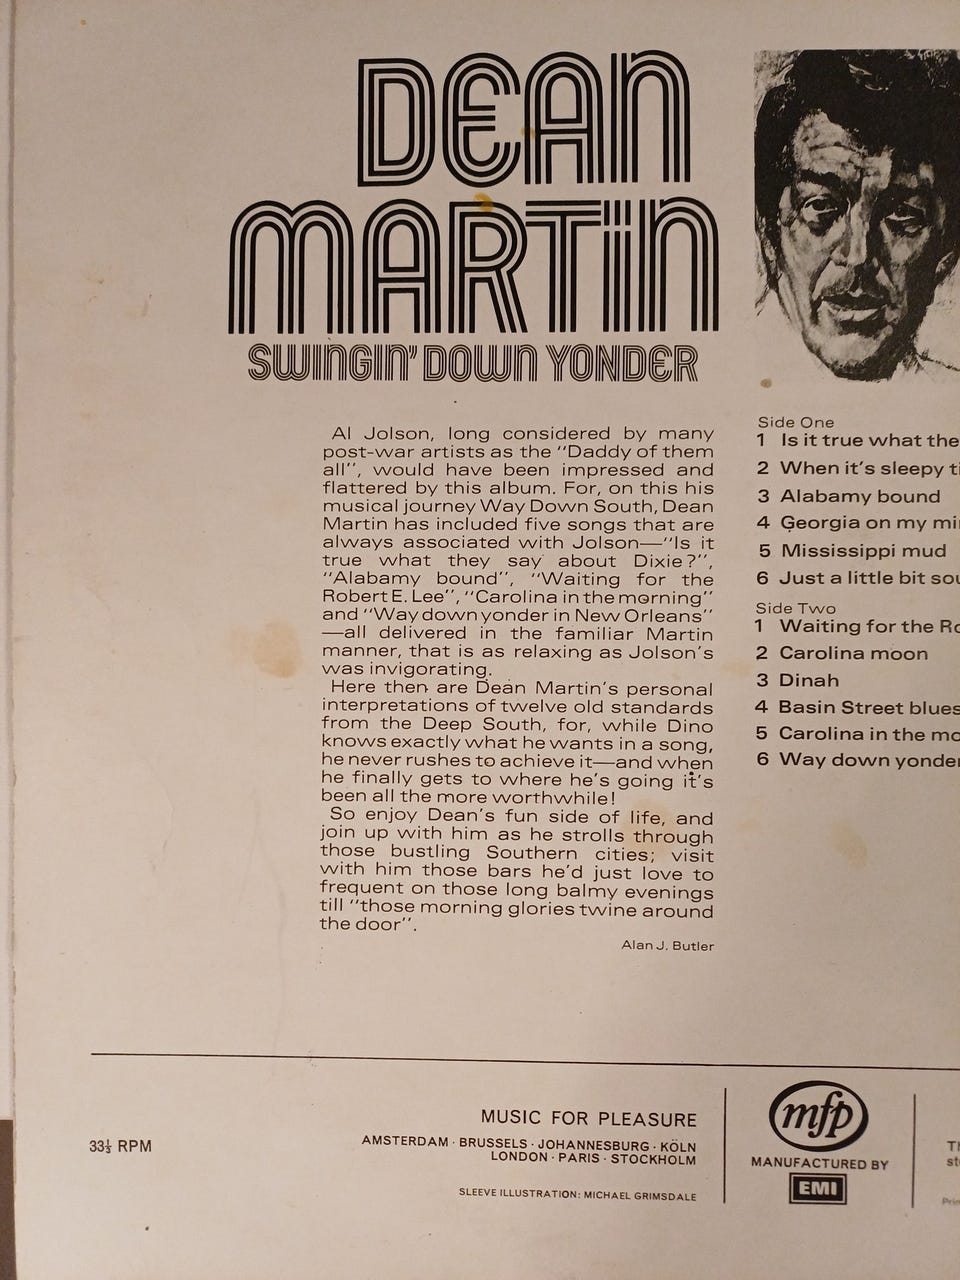 DEAN
MARTIN
SWINGIN' DOWN YONDER
Al Jolson, long considered by many
post-war artists as the "Daddy of them
all", would have been impressed and
flattered by this album. For, on this his
musical journey Way Down South, Dean
Martin has included five songs that are
always associated with Jolson—"Is it
true what they say about Dixie?",
"Alabamy bound", "Waiting for the
Robert E. Lee", "Carolina in the morning"
and "Way down yonder in New Orleans"
—all delivered in the familiar Martin
manner, that is as relaxing as Jolson's
was invigorating.
Here then are Dean Martin's personal
interpretations of twelve old standards
from the Deep South, for, while Dino
knows exactly what he wants in a song,
he never rushes to achieve it—and when
he finally gets to where he's going it's
been all the more worthwhile!
So enjoy Dean's fun side of life, and
join up with him as he strolls through
those bustling Southern cities; visit
with him those bars he'd just love to
frequent on those long balmy evenings
till "those morning glories twine around
the door".
Alan J. Butler
Side One
1 Is it true what the
2 When it's sleepy ti
3 Alabamy bound
4 Georgia on my mi
5 Mississippi mud
6 Just a little bit sou
Side Two
1 Waiting for the Ro
2 Carolina moon
3 Dinah
4 Basin Street blues
5 Carolina in the mo
6 Way down yonder
33⅓ RPM
MUSIC FOR PLEASURE
AMSTERDAM · BRUSSELS · JOHANNESBURG · KÖLN
LONDON · PARIS · STOCKHOLM
SLEEVE ILLUSTRATION: MICHAEL GRIMSDALE
mfp
MANUFACTURED BY
EMI